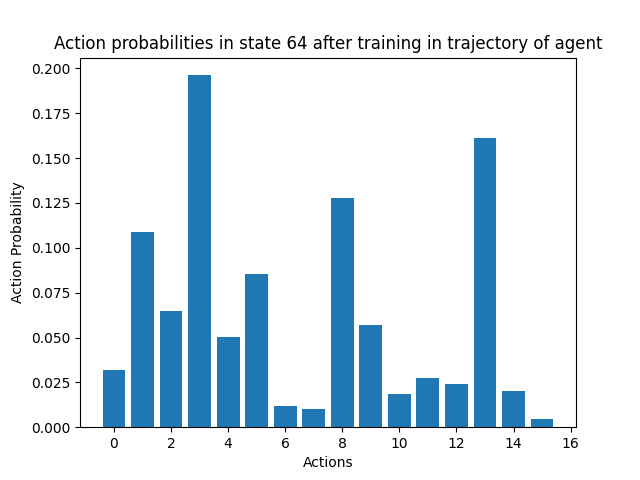 Action probabilities in state 64 after training in trajectory of agent
0.200
0.175
0.150
0.125
0.100
0.075
0.050
0.025
0.000
Action Probability
0 2 4 6 8 10 12 14 16
Actions